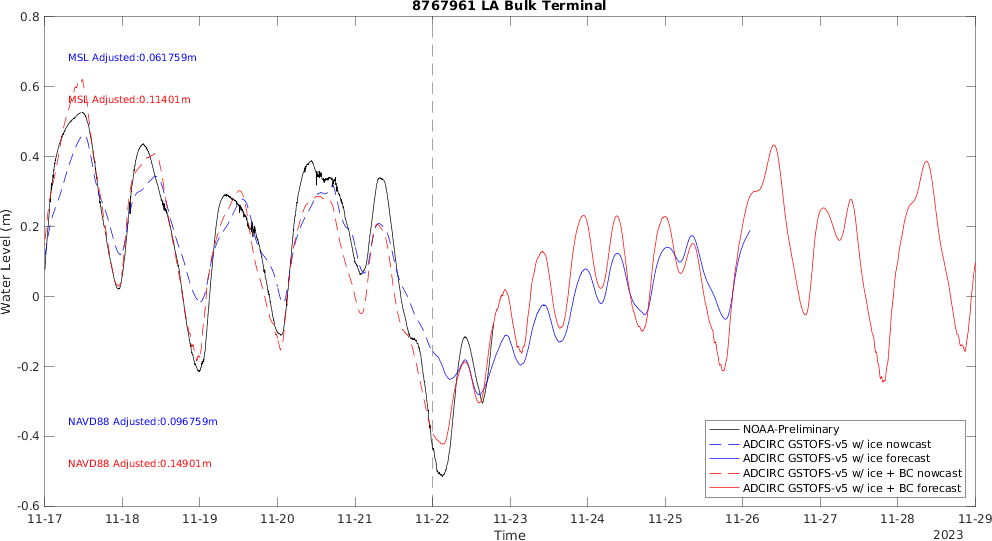 8767961 LA Bulk Terminal
Water Level (m)
0.8
0.6
0.4
0.2
0
-0.2
-0.4
-0.6
MSL Adjusted:0.061759m
MSL Adjusted:0.11401m
NAVD88 Adjusted:0.096759m
NAVD88 Adjusted:0.14901m
NOAA-Preliminary
ADCIRC GSTOFS-v5 w/ ice nowcast
ADCIRC GSTOFS-v5 w/ ice forecast
ADCIRC GSTOFS-v5 w/ ice + BC nowcast
ADCIRC GSTOFS-v5 w/ ice + BC forecast
11-17 11-18 11-19 11-20 11-21 11-22 11-23 11-24 11-25 11-26 11-27 11-28 11-29
Time
2023